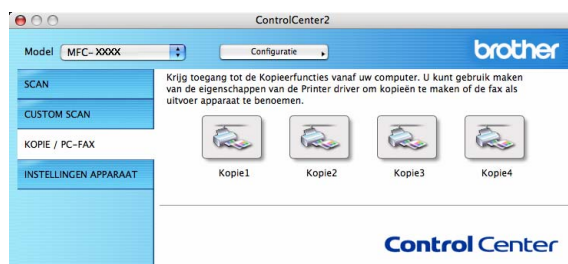 ControlCenter2
Model MFC- XXXX Configuratie brother
SCAN
CUSTOM SCAN
KOPIE / PC-FAX
INSTELLINGEN APPARAAT
Krijg toegang tot de Kopieerfuncties vanaf uw computer. U kunt gebruik maken
van de eigenschappen van de Printer driver om kopieën te maken of de fax als
uitvoer apparaat te benoemen.
Kopie1 Kopie2 Kopie3 Kopie4
Control Center